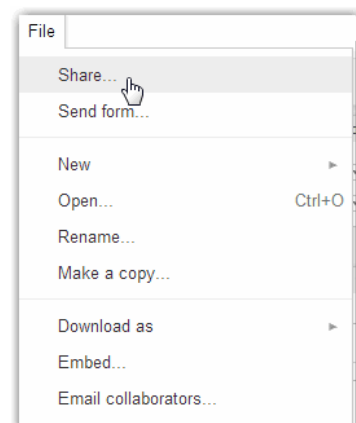 File
Share...
Send form...
New ►
Open... Ctrl+O
Rename...
Make a copy...
Download as ►
Embed...
Email collaborators...